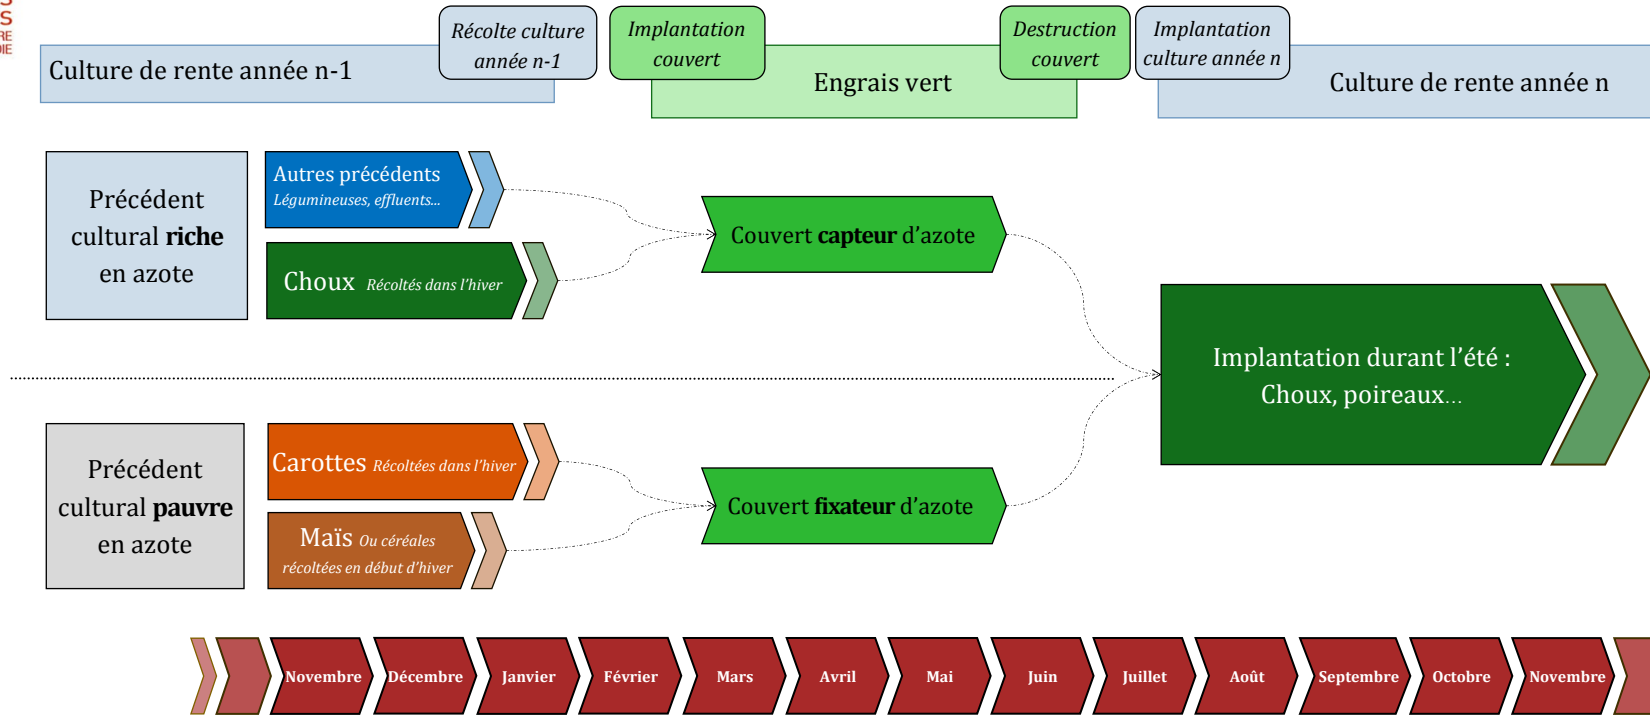 S
S
RE
DIE
Récolte culture
année n-1
Implantation
couvert
Destruction
couvert
Implantation
culture année n
Culture de rente année n-1
Engrais vert
Culture de rente année n
Précédent
cultural riche
en azote
Autres précédents
Légumineuses, effluents...
Choux Récoltés dans l'hiver
Couvert capteur d'azote
Implantation durant l'été :
Choux, poireaux...
Précédent
cultural pauvre
en azote
Carottes Récoltées dans l'hiver
Maïs Ou céréales
récoltées en début d'hiver
Couvert fixateur d'azote
Novembre
Décembre
Janvier
Février
Mars
Avril
Mai
Juin
Juillet
Août
Septembre
Octobre
Novembre